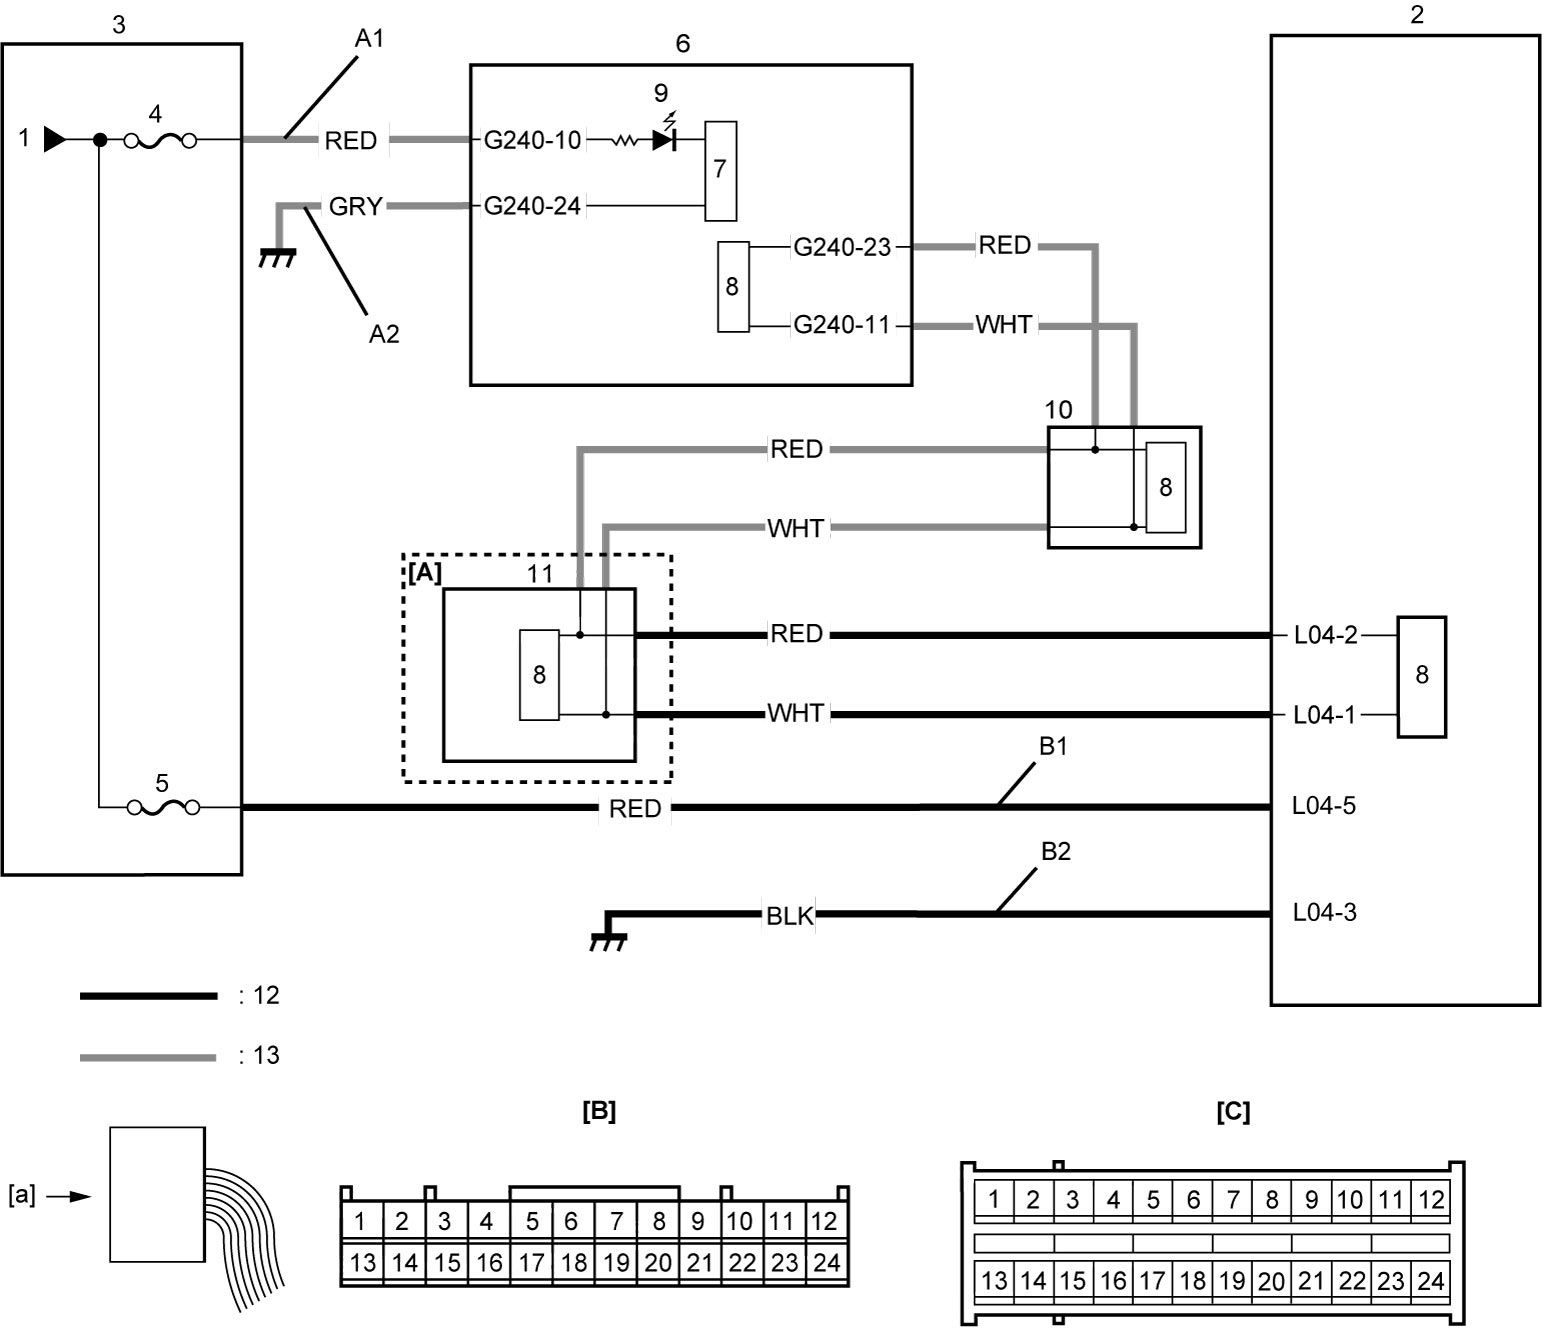 3
A1
6
2
1
4
RED
G240-10
9
7
GRY
G240-24
A2
8
G240-23
RED
G240-11
WHT
10
RED
8
WHT
[A]
11
8
RED
L04-2
8
WHT
L04-1
B1
5
RED
L04-5
B2
BLK
L04-3
: 12
: 13
[a]
[B]
1 2 3 4 5 6 7 8 9 10 11 12
13 14 15 16 17 18 19 20 21 22 23 24
[C]
1 2 3 4 5 6 7 8 9 10 11 12
13 14 15 16 17 18 19 20 21 22 23 24